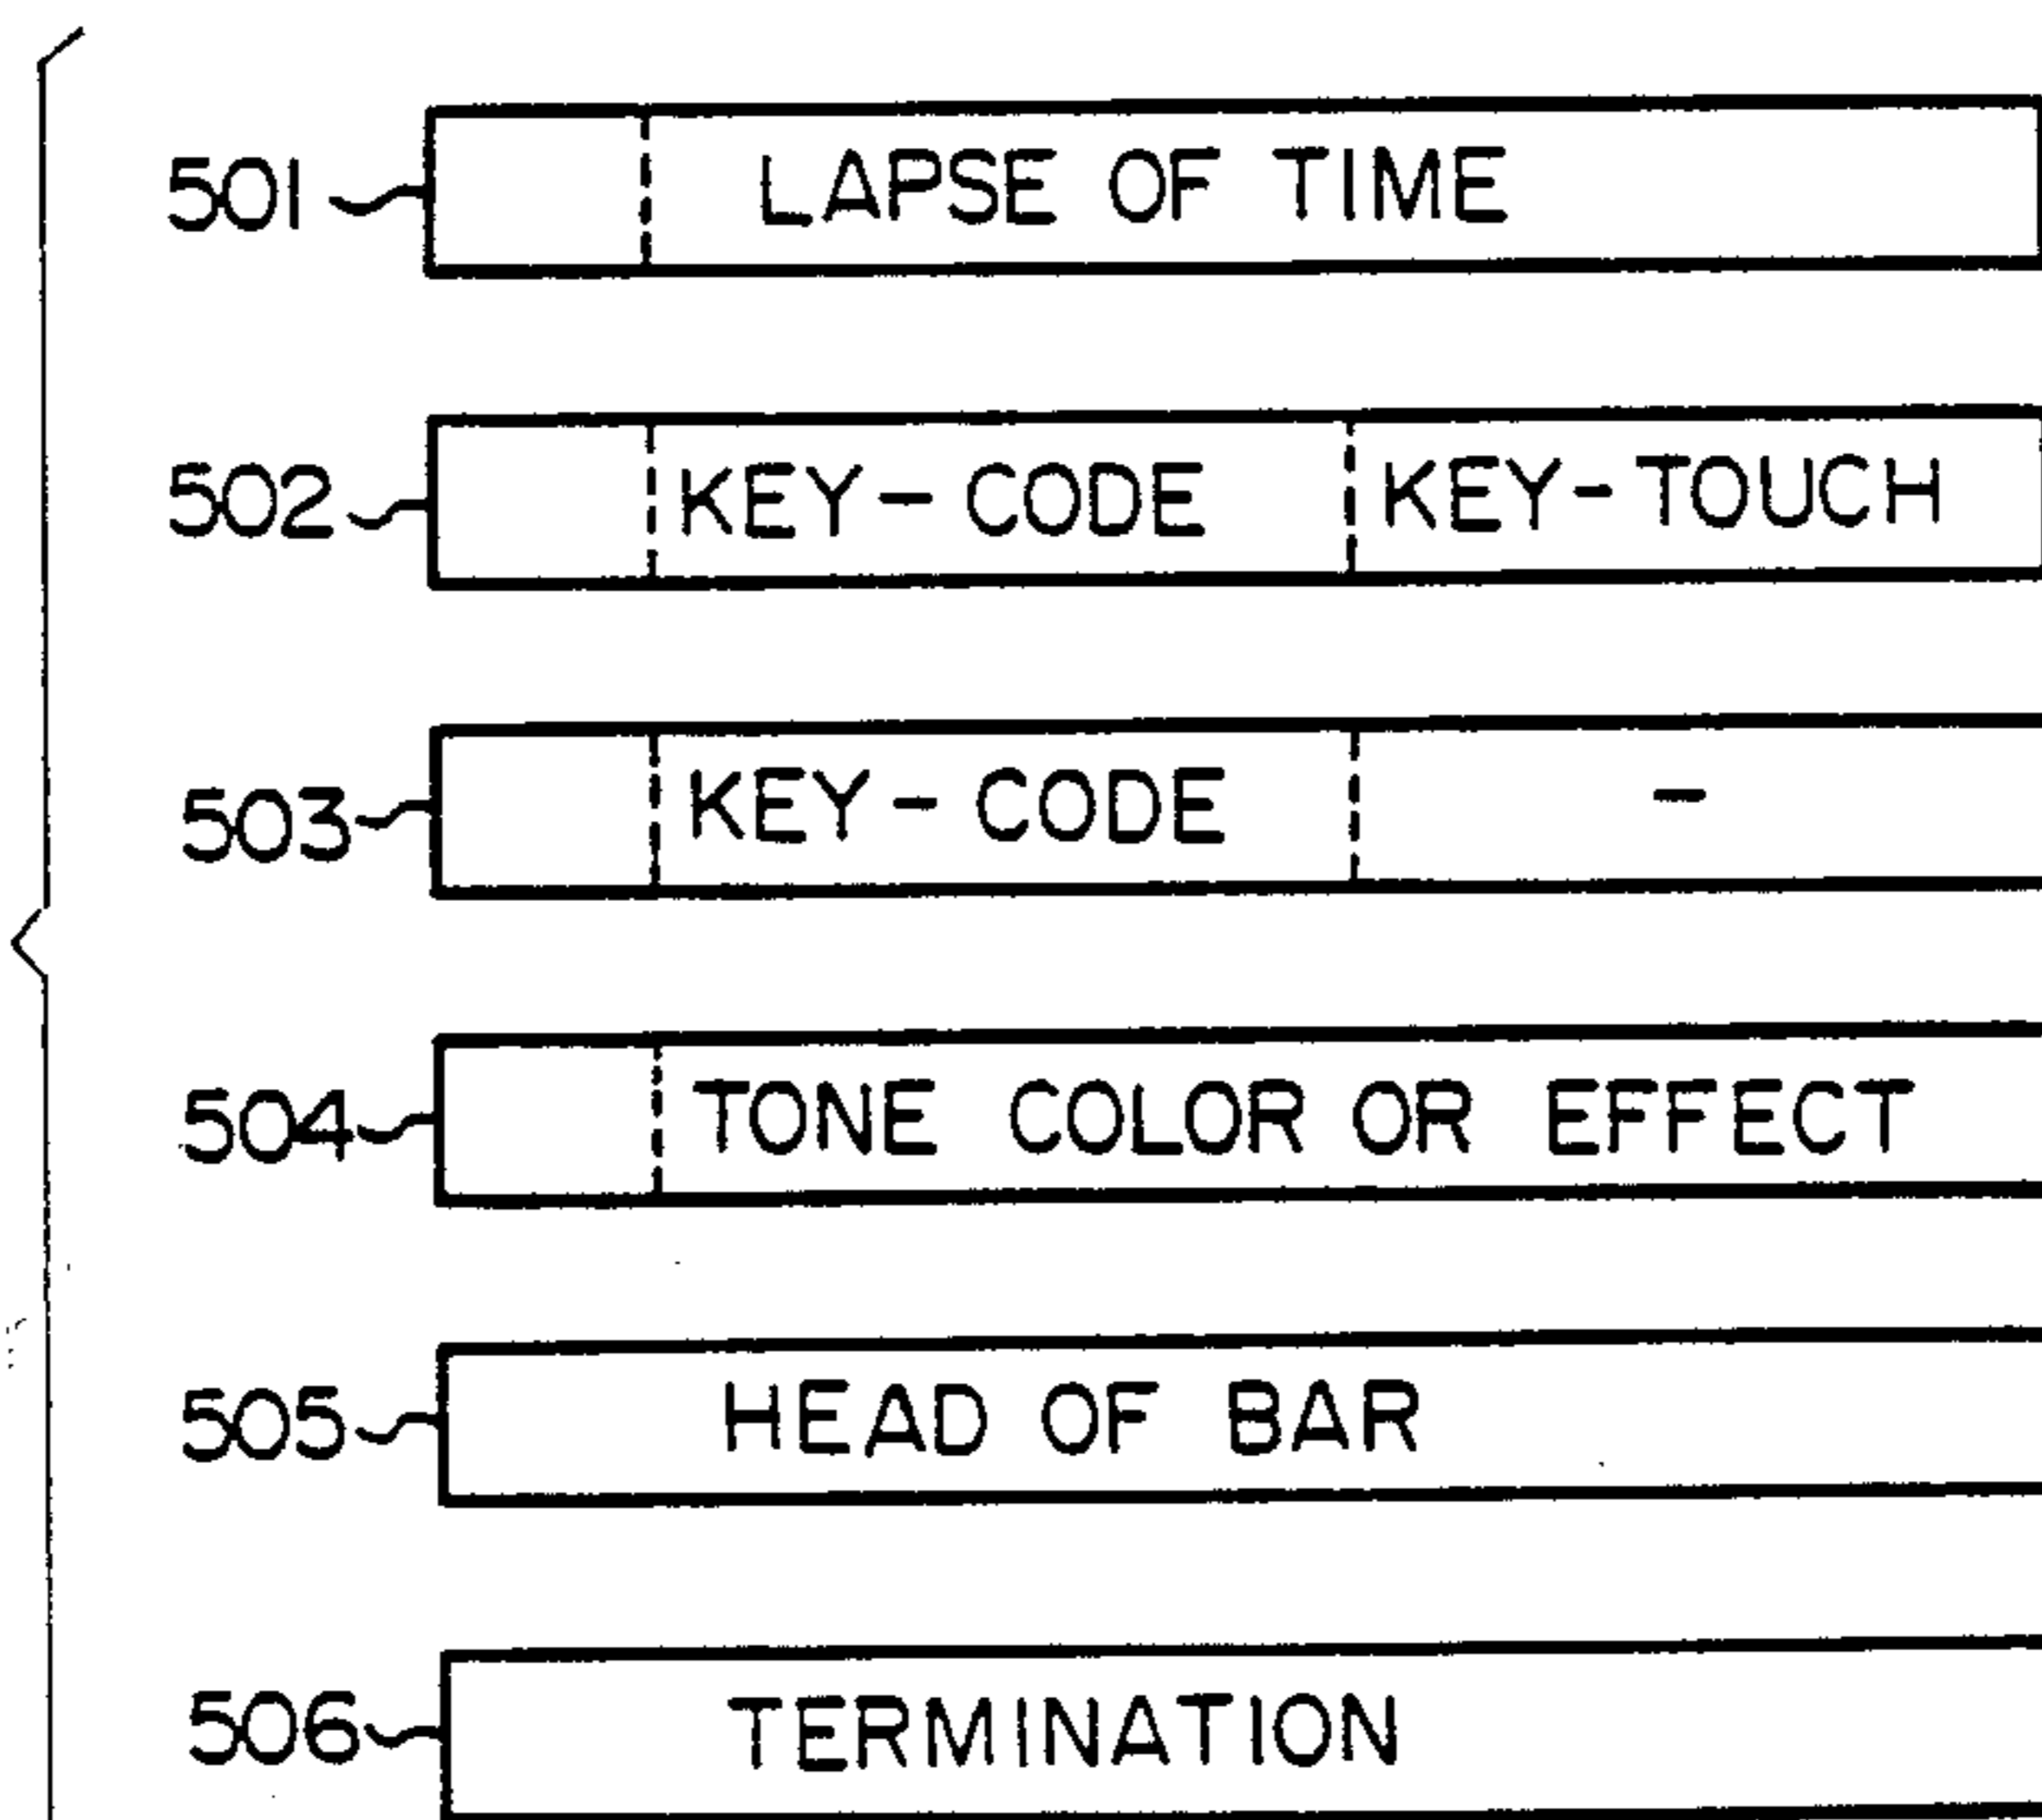 501 LAPSE OF TIME
502 KEY-CODE KEY-TOUCH
503 KEY-CODE -
504 TONE COLOR OR EFFECT
505 HEAD OF BAR
506 TERMINATION